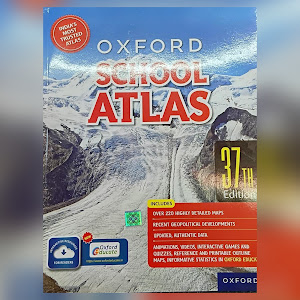 INDIA'S
MOST
TRUSTED
ATLAS
OXFORD
SCHOOL
ATLAS
37TH
Edition
INCLUDES
OVER 220 HIGHLY DETAILED MAPS
RECENT GEOPOLITICAL DEVELOPMENTS
UPDATED, AUTHENTIC DATA
ANIMATIONS, VIDEOS, INTERACTIVE GAMES AND
QUIZZES, REFERENCE AND PRINTABLE OUTLINE
MAPS, INFORMATIVE STATISTICS IN OXFORD EDUCA
Oxford
Educate
OXFORD